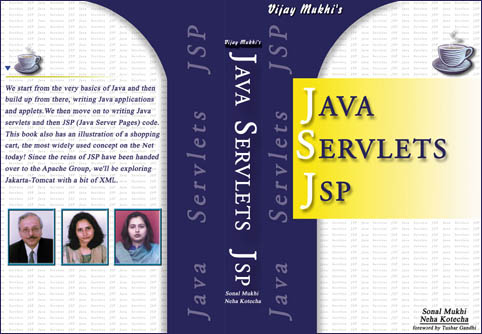 We start from the very basics of Java and then
build up from there, writing Java applications
and applets.We then move on to writing Java
servlets and then JSP (Java Server Pages) code.
This book also has an illustration of a shopping
cart, the most widely used concept on the Net
today! Since the reins of JSP have been handed
over to the Apache Group, we'll be exploring
Jakarta-Tomcat with a bit of XML.
Java Servlets JSP
Vijay Mukhi's
JAVA SERVLETS JSP
Sonal Mukhi
Neha Kotecha
Java Servlets JSP
Vijay Mukhi's
JAVA
SERVLETS
JSP
Sonal Mukhi
Neha Kotecha
foreword by Tushar Gandhi